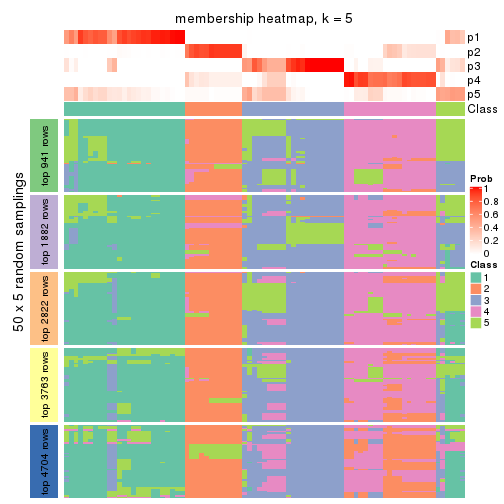 membership heatmap, k = 5
p1
p2
p3
p4
p5
Class
50 x 5 random samplings
top 941 rows
top 1882 rows
top 2822 rows
top 3763 rows
top 4704 rows
Prob
1
0.8
0.6
0.4
0.2
0
Class
1
2
3
4
5